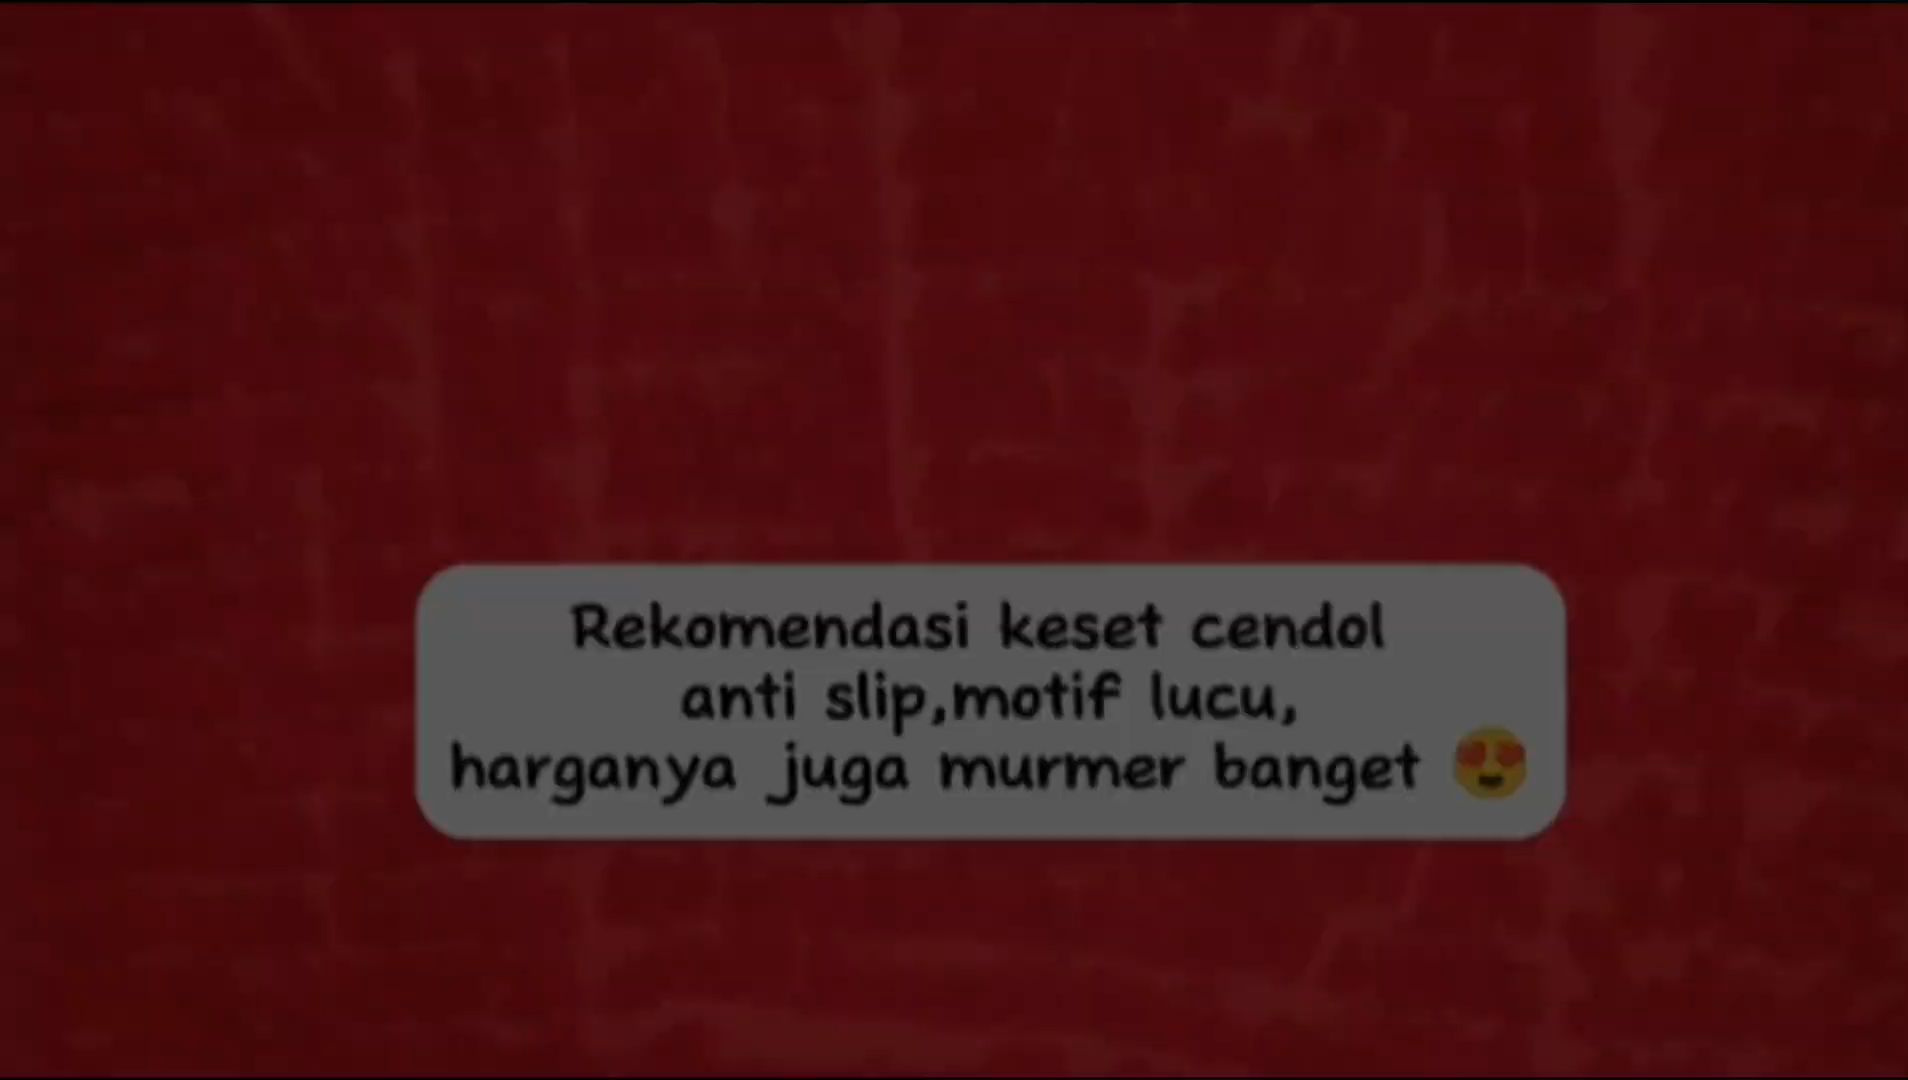 Rekomendasi keset cendol
anti slip,motif lucu,
harganya juga murmer banget 😍